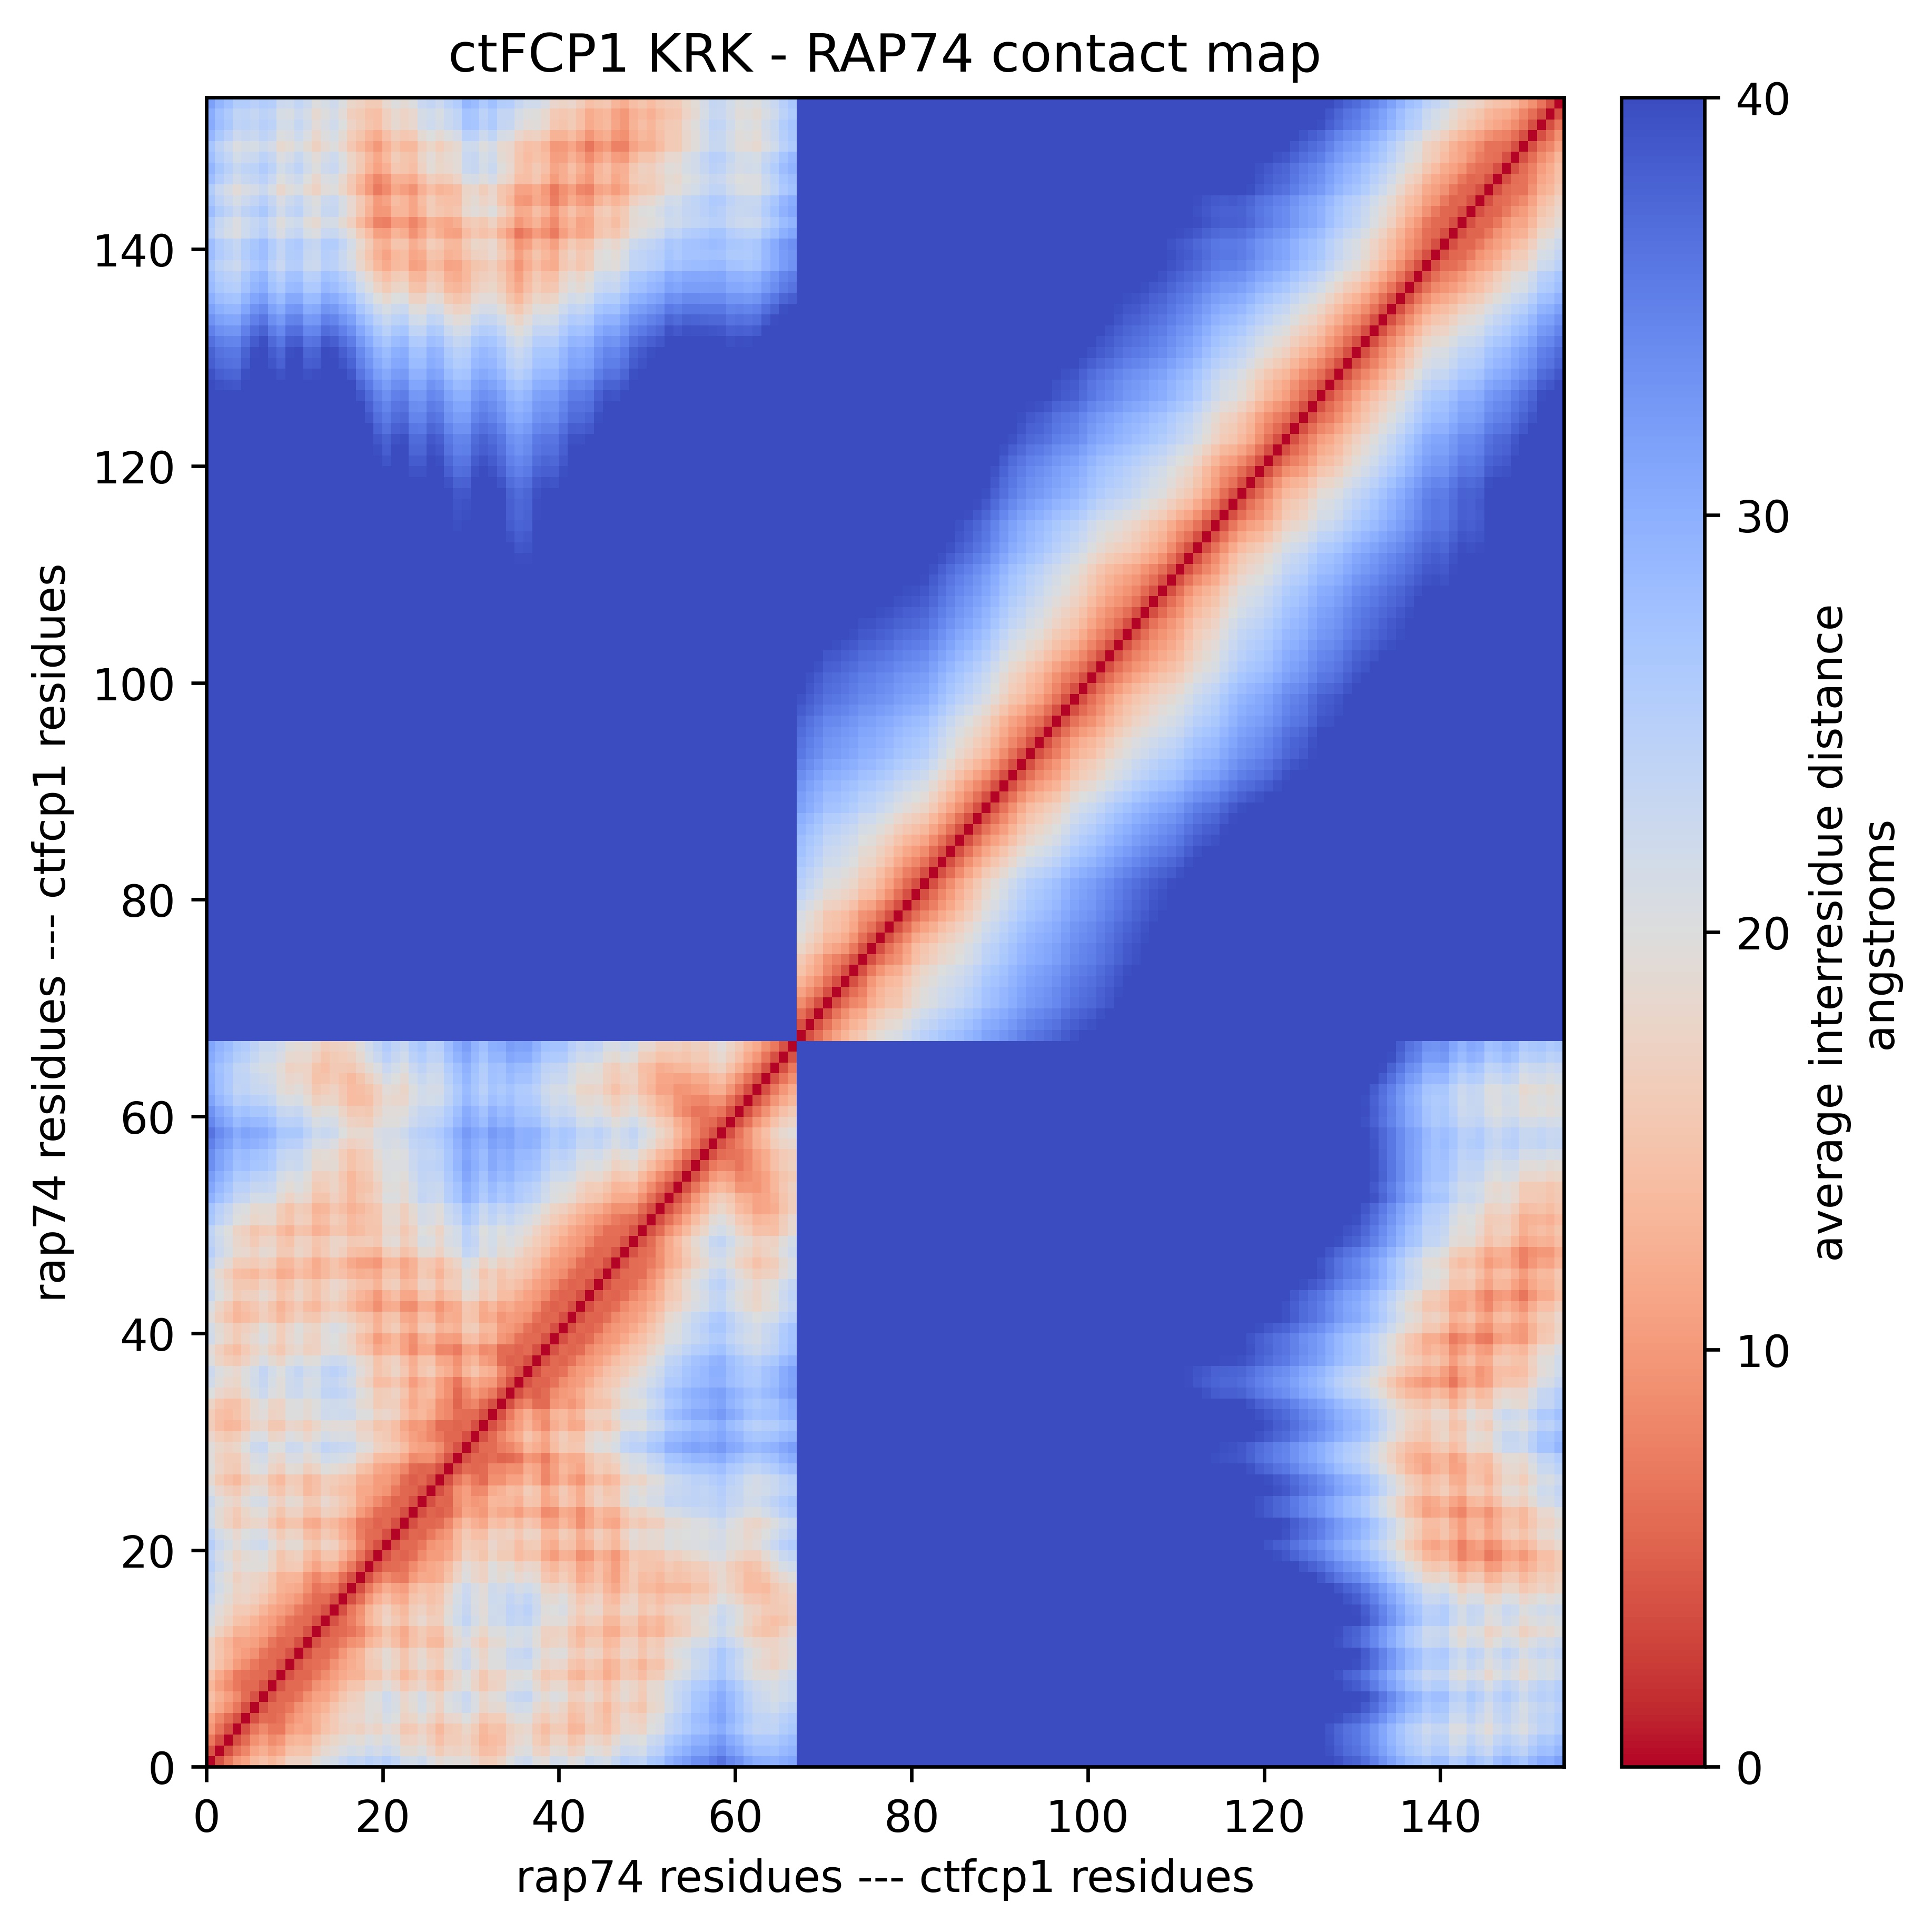 ctFCP1 KRK - RAP74 contact map
rap74 residues --- ctfcp1 residues
140
120
100
80
60
40
20
0
0 20 40 60 80 100 120 140
rap74 residues --- ctfcp1 residues
40
30
20
10
0
average interresidue distance
angstroms